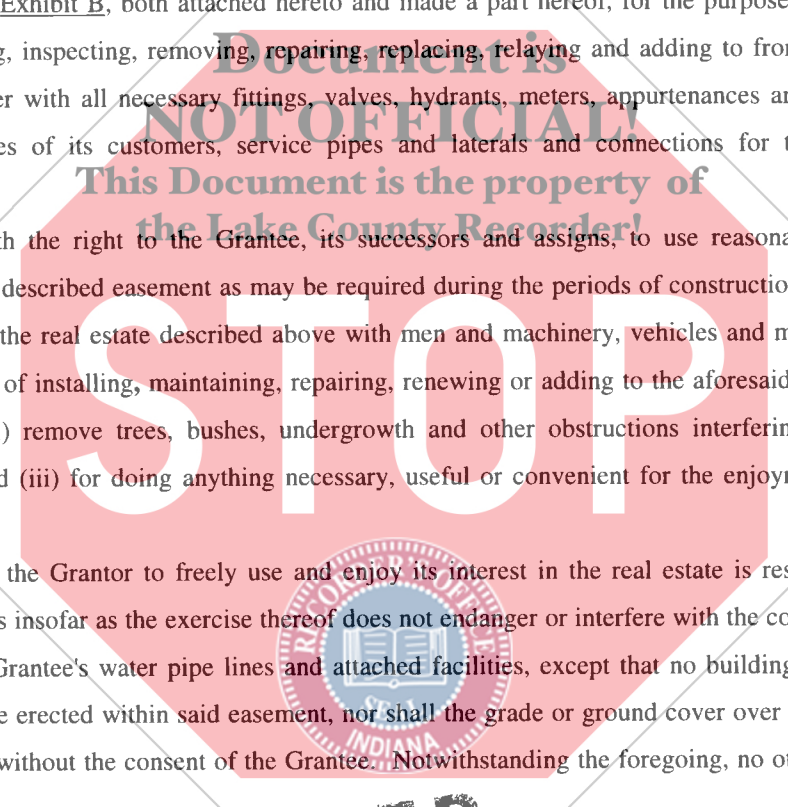 Exhibit B, both attached hereto and made a part hereof, for the purpose
Document is
g, inspecting, removing, repairing, replacing, relaying and adding to from
er with all necessary fittings, valves, hydrants, meters, appurtenances an
NOT OFFICIAL!
es of its customers, service pipes and laterals and connections for t
This Document is the property of
the Lake County Recorder!
th the right to the Grantee, its successors and assigns, to use reasona
described easement as may be required during the periods of constructio
the real estate described above with men and machinery, vehicles and m
STOP
of installing, maintaining, repairing, renewing or adding to the aforesaid
) remove trees, bushes, undergrowth and other obstructions interferin
d (iii) for doing anything necessary, useful or convenient for the enjoym
the Grantor to freely use and enjoy its interest in the real estate is res
s insofar as the exercise thereof does not endanger or interfere with the co
RECORDER'S OFFICE
Grantee's water pipe lines and attached facilities, except that no building
SEAL
e erected within said easement, nor shall the grade or ground cover over
INDIANA
without the consent of the Grantee. Notwithstanding the foregoing, no ot